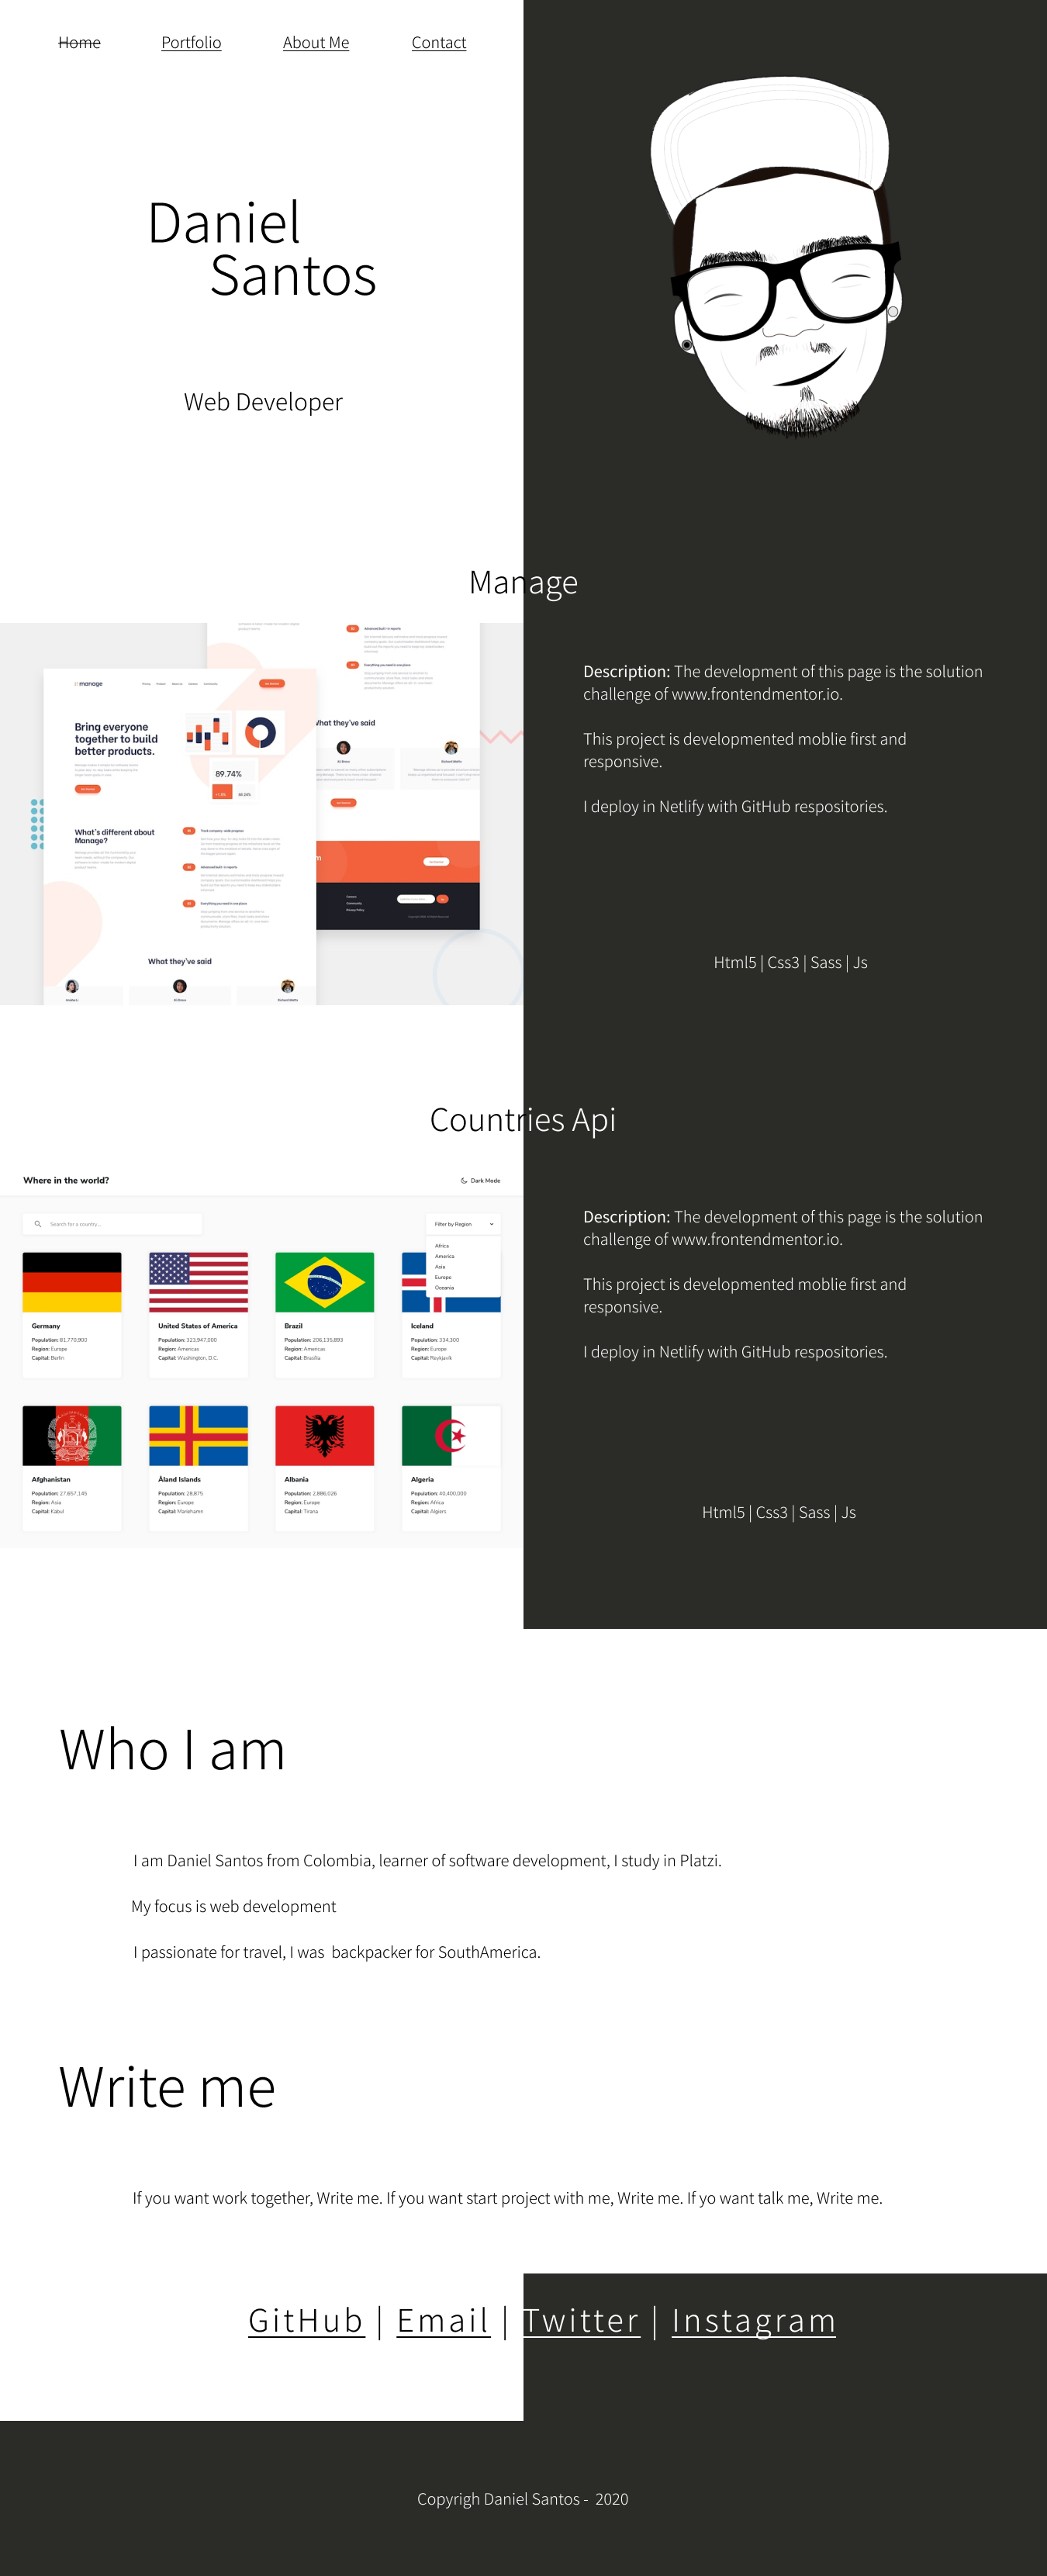 Home
Portfolio
About Me
Contact
Daniel
Santos
Web Developer
Manage
manage
Bring everyone
together to build
better products.
89.74%
What's different about
Manage?
What they've said
hat they've said
Description: The development of this page is the solution
challenge of www.frontendmentor.io.
This project is developmented moblie first and
responsive.
I deploy in Netlify with GitHub respositories.
Html5 | Css3 | Sass | Js
Countries Api
Where in the world?
Dark Mode
Search for a country...
Filter by Region
Africa
America
Asia
Europe
Oceania
Germany
Population: 81,770,900
Region: Europe
Capital: Berlin
United States of America
Population: 323,947,000
Region: Americas
Capital: Washington, D.C.
Brazil
Population: 206,135,893
Region: Americas
Capital: Brasília
Iceland
Population: 334,300
Region: Europe
Capital: Reykjavík
Afghanistan
Population: 27,657,145
Region: Asia
Capital: Kabul
Åland Islands
Population: 28,875
Region: Europe
Capital: Mariehamn
Albania
Population: 2,886,026
Region: Europe
Capital: Tirana
Algeria
Population: 40,400,000
Region: Africa
Capital: Algiers
Description: The development of this page is the solution
challenge of www.frontendmentor.io.
This project is developmented moblie first and
responsive.
I deploy in Netlify with GitHub respositories.
Html5 | Css3 | Sass | Js
Who I am
I am Daniel Santos from Colombia, learner of software development, I study in Platzi.
My focus is web development
I passionate for travel, I was  backpacker for SouthAmerica.
Write me
If you want work together, Write me. If you want start project with me, Write me. If yo want talk me, Write me.
GitHub | Email | Twitter | Instagram
Copyrigh Daniel Santos -  2020